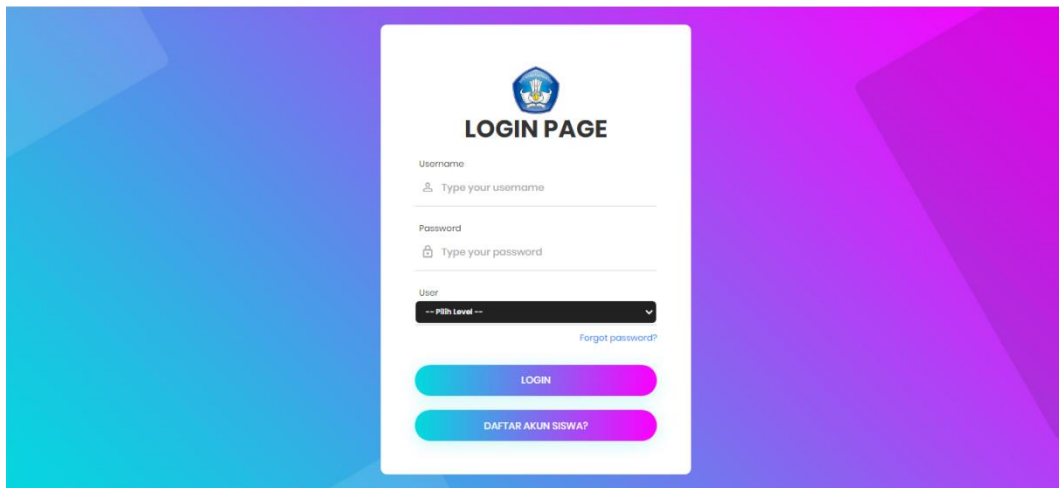 LOGIN PAGE
Username
Type your username
Password
Type your password
User
-- Pilih Level --
Forgot password?
LOGIN
DAFTAR AKUN SISWA?